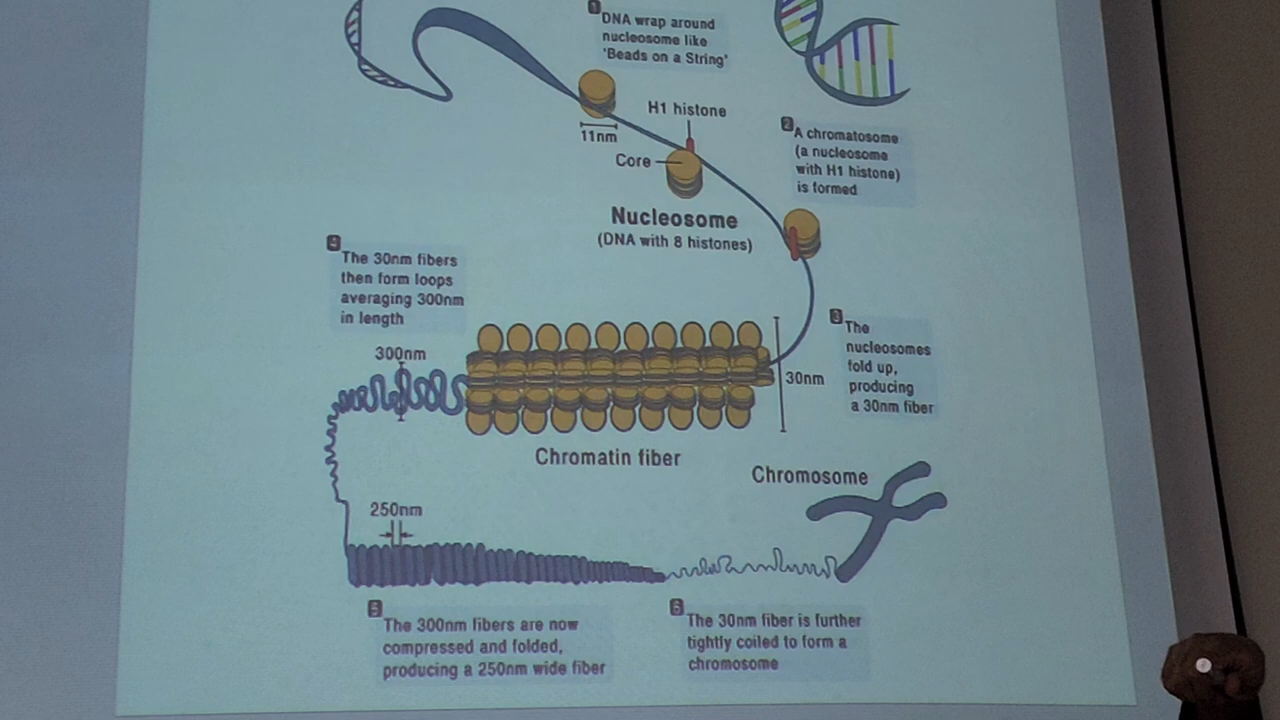 1
DNA wrap around
nucleosome like
'Beads on a String'
H1 histone
11nm
Core
2
A chromatosome
(a nucleosome
with H1 histone)
is formed
Nucleosome
(DNA with 8 histones)
4
The 30nm fibers
then form loops
averaging 300nm
in length
3
The
nucleosomes
fold up,
producing
a 30nm fiber
300nm
30nm
Chromatin fiber
Chromosome
250nm
5
The 300nm fibers are now
compressed and folded,
producing a 250nm wide fiber
6
The 30nm fiber is further
tightly coiled to form a
chromosome